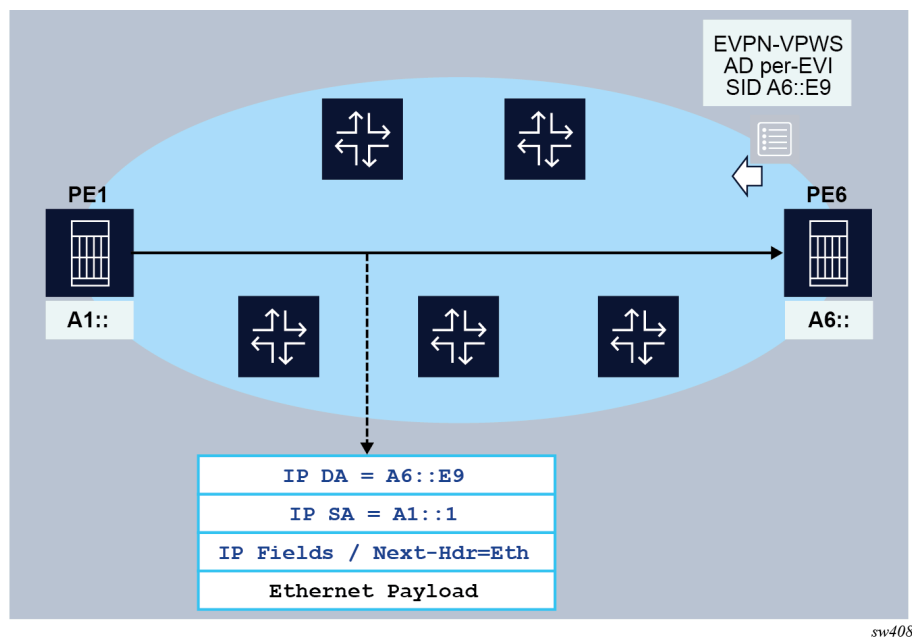 EVPN-VPWS
AD per-EVI
SID A6::E9
PE1
PE6
A1::
A6::
IP DA = A6::E9
IP SA = A1::1
IP Fields / Next-Hdr=Eth
Ethernet Payload
sw408